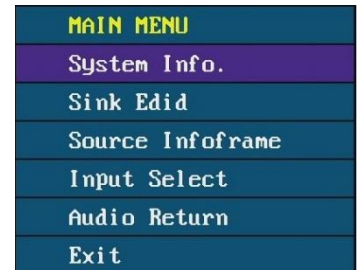 MAIN MENU
System Info.
Sink Edid
Source Infoframe
Input Select
Audio Return
Exit